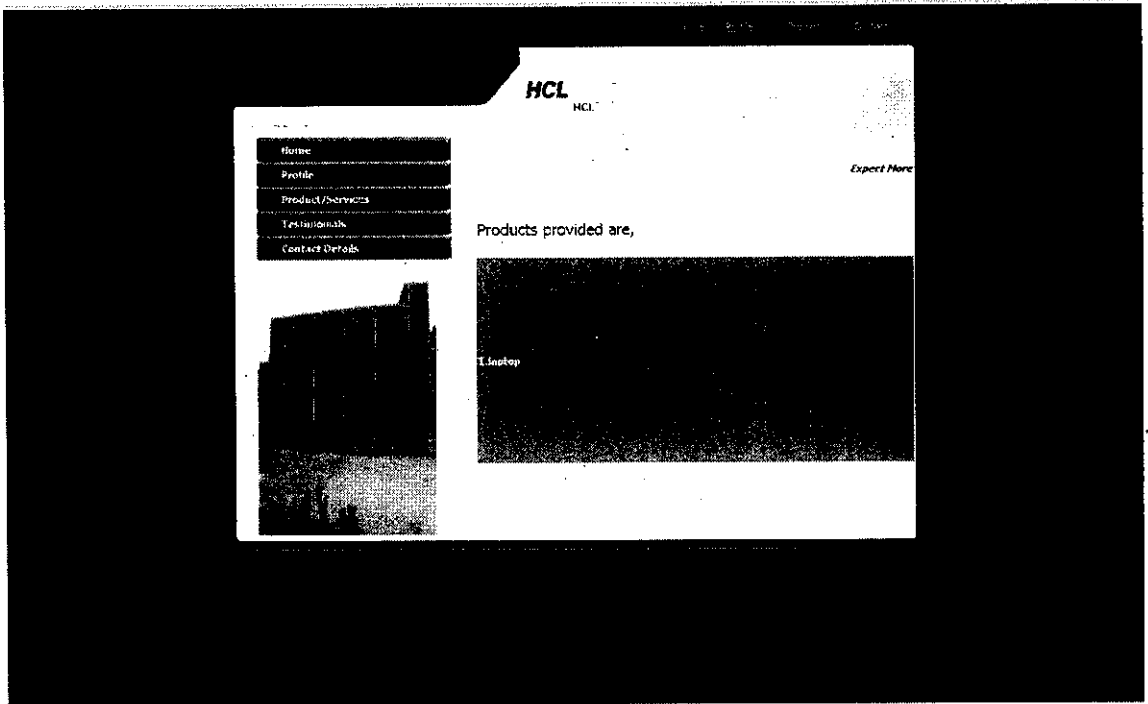 HCL
HCL
Home
Profile
Product/Services
Testimonials
Contact Details
Expect More
Products provided are,
1.laptop